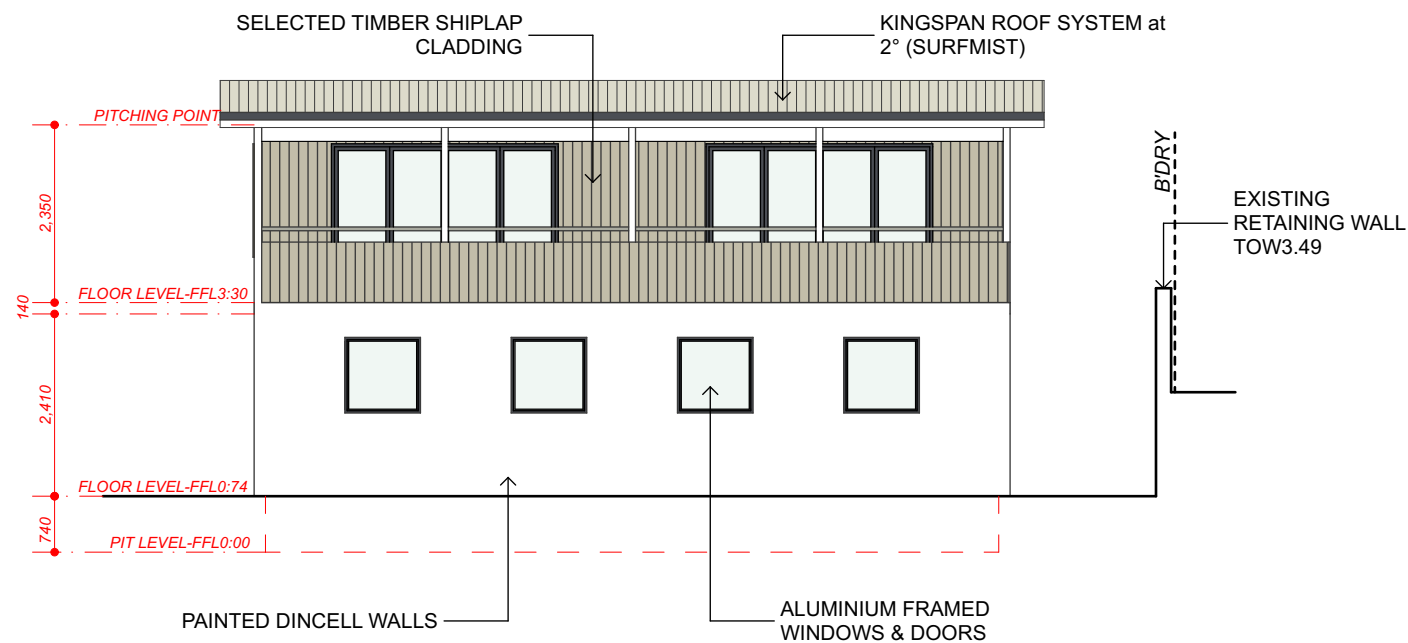 SELECTED TIMBER SHIPLAP
CLADDING
KINGSPAN ROOF SYSTEM at
2° (SURFMIST)
PITCHING POINT
B'DRY
2,350
EXISTING
RETAINING WALL
TOW3.49
FLOOR LEVEL-FFL3:30
140
2,410
FLOOR LEVEL-FFL0:74
740
PIT LEVEL-FFL0:00
PAINTED DINCELL WALLS
ALUMINIUM FRAMED
WINDOWS & DOORS